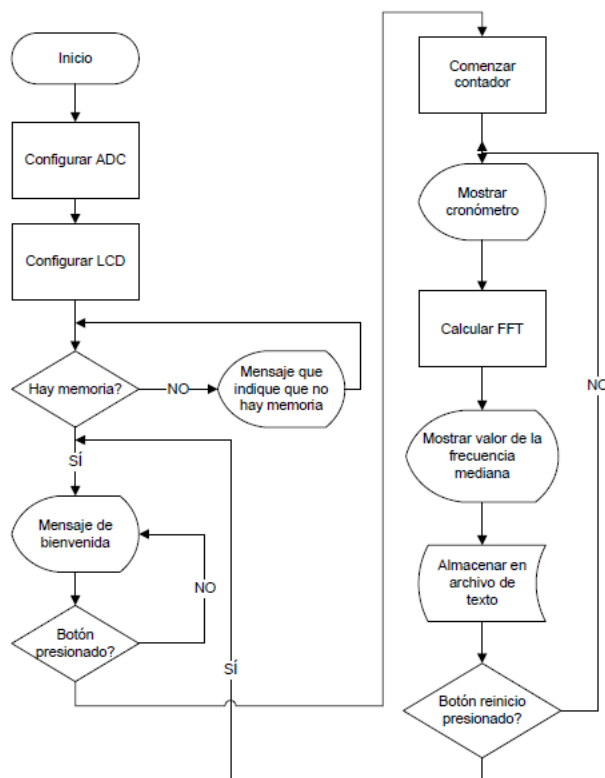 Inicio
Configurar ADC
Configurar LCD
Hay memoria?
NO
Mensaje que
indique que no
hay memoria
SÍ
Mensaje de
bienvenida
NO
Botón
presionado?
SÍ
Comenzar
contador
Mostrar
cronómetro
Calcular FFT
NO
Mostrar valor de la
frecuencia
mediana
Almacenar en
archivo de
texto
Botón reinicio
presionado?